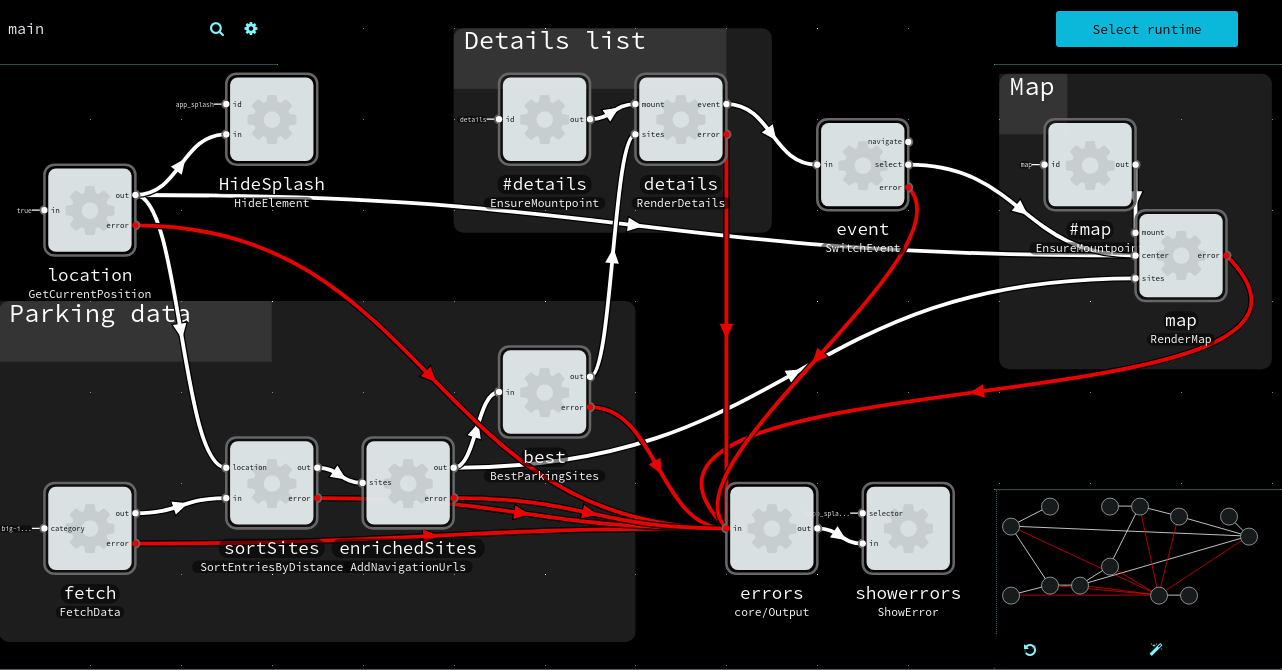 main
Select runtime
Details list
Map
app_splash
id
in
HideSplash
HideElement
details
id
out
#details
EnsureMountpoint
mount
event
sites
error
details
RenderDetails
navigate
in
select
error
event
SwitchEvent
map
id
out
#map
EnsureMountpoin
mount
center
error
sites
map
RenderMap
out
true
in
error
location
GetCurrentPosition
Parking data
out
in
error
best
BestParkingSites
location
out
in
error
sortSites
SortEntriesByDistance
out
sites
error
enrichedSites
AddNavigationUrls
out
big-i...
category
error
fetch
FetchData
in
out
errors
core/Output
selector
in
showerrors
ShowError